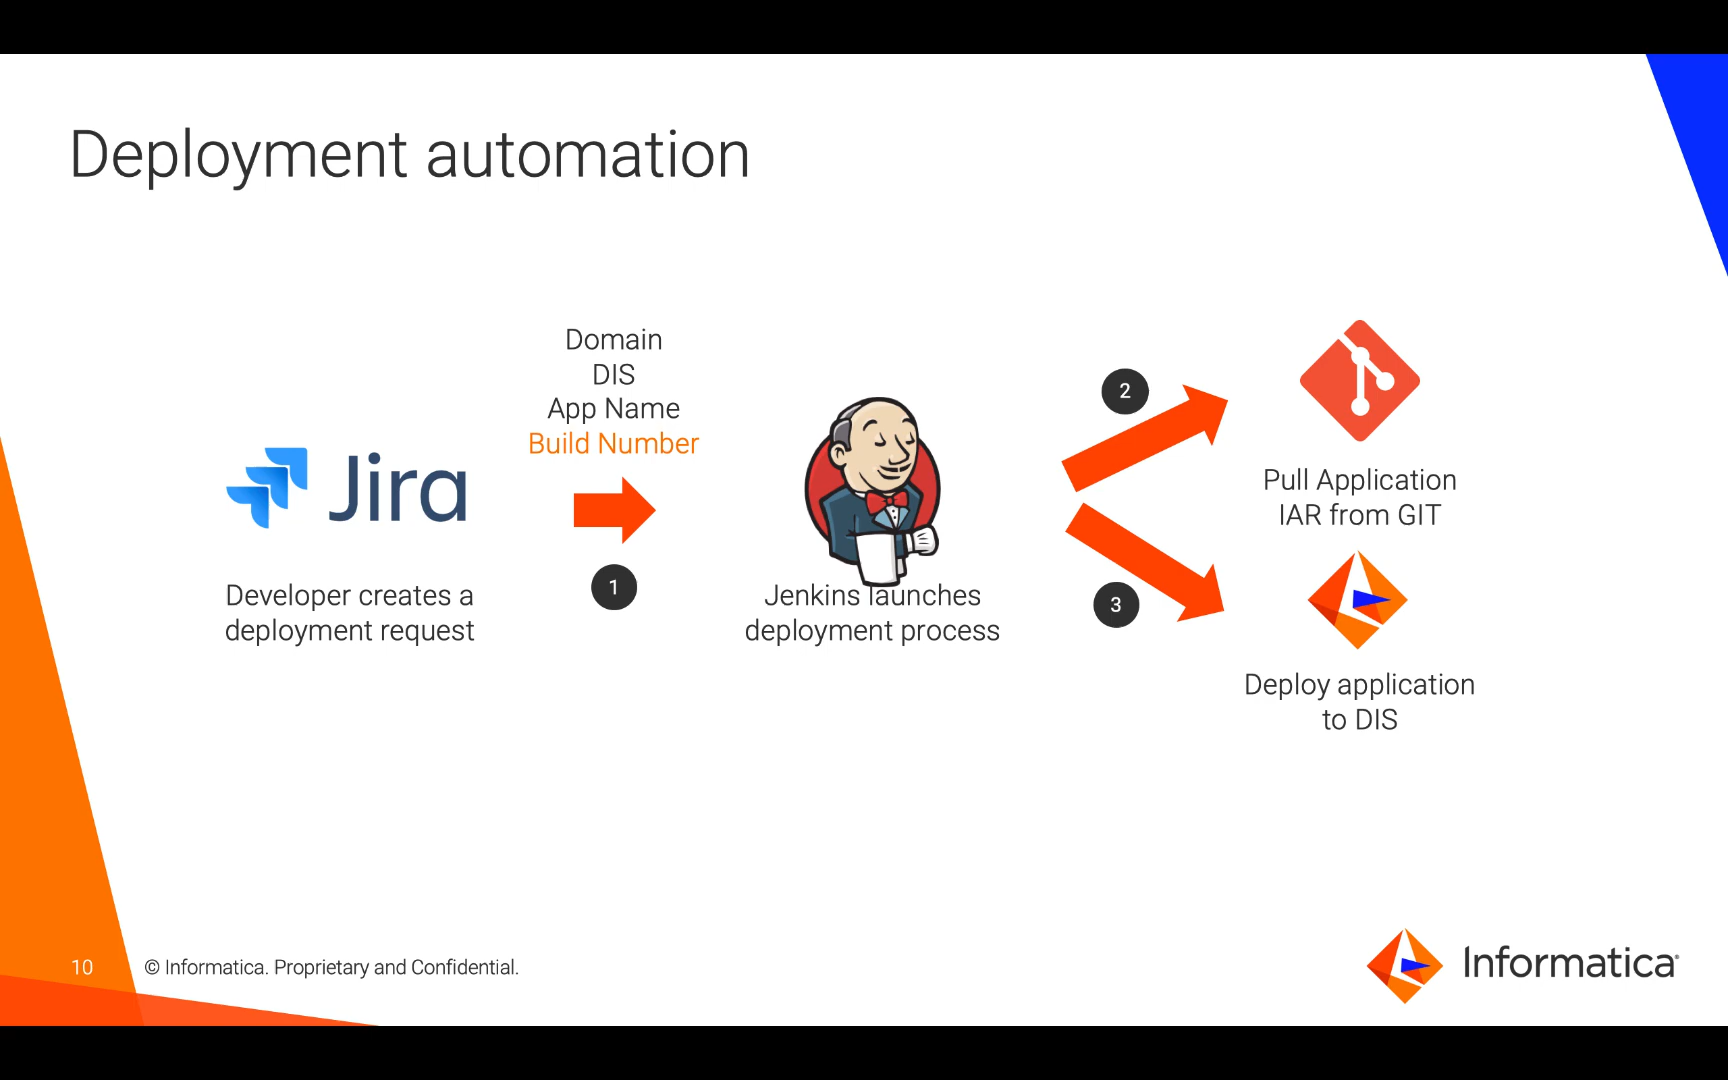 Deployment automation
Domain
DIS
App Name
Build Number
Jira
1
Developer creates a
deployment request
Jenkins launches
deployment process
2
Pull Application
IAR from GIT
3
Deploy application
to DIS
10
© Informatica. Proprietary and Confidential.
Informatica®